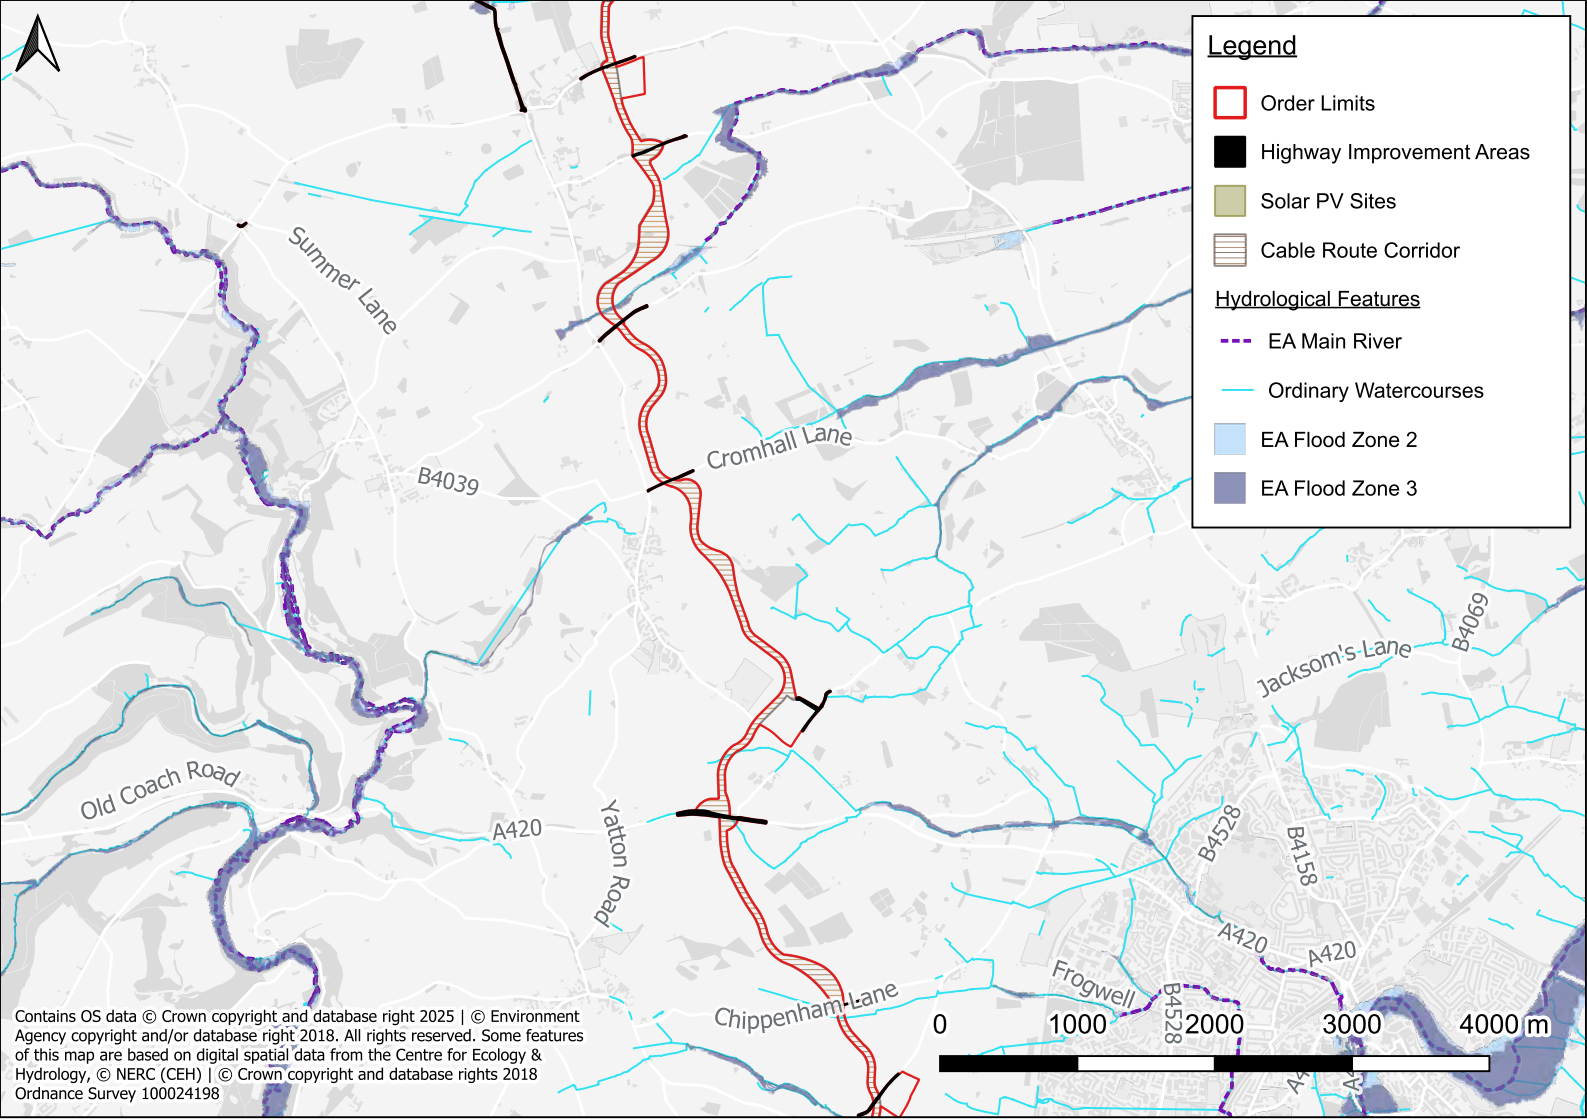 Legend
Order Limits
Highway Improvement Areas
Solar PV Sites
Cable Route Corridor
Hydrological Features
EA Main River
Ordinary Watercourses
EA Flood Zone 2
EA Flood Zone 3
Summer Lane
Cromhall Lane
B4039
B4069
Jacksom's Lane
Old Coach Road
A420
Yatton Road
B4528
B4158
A420
A420
Frogwell
B4528
Chippenham Lane
0 1000 2000 3000 4000 m
Contains OS data © Crown copyright and database right 2025 | © Environment
Agency copyright and/or database right 2018. All rights reserved. Some features
of this map are based on digital spatial data from the Centre for Ecology &
Hydrology, © NERC (CEH) | © Crown copyright and database rights 2018
Ordnance Survey 100024198